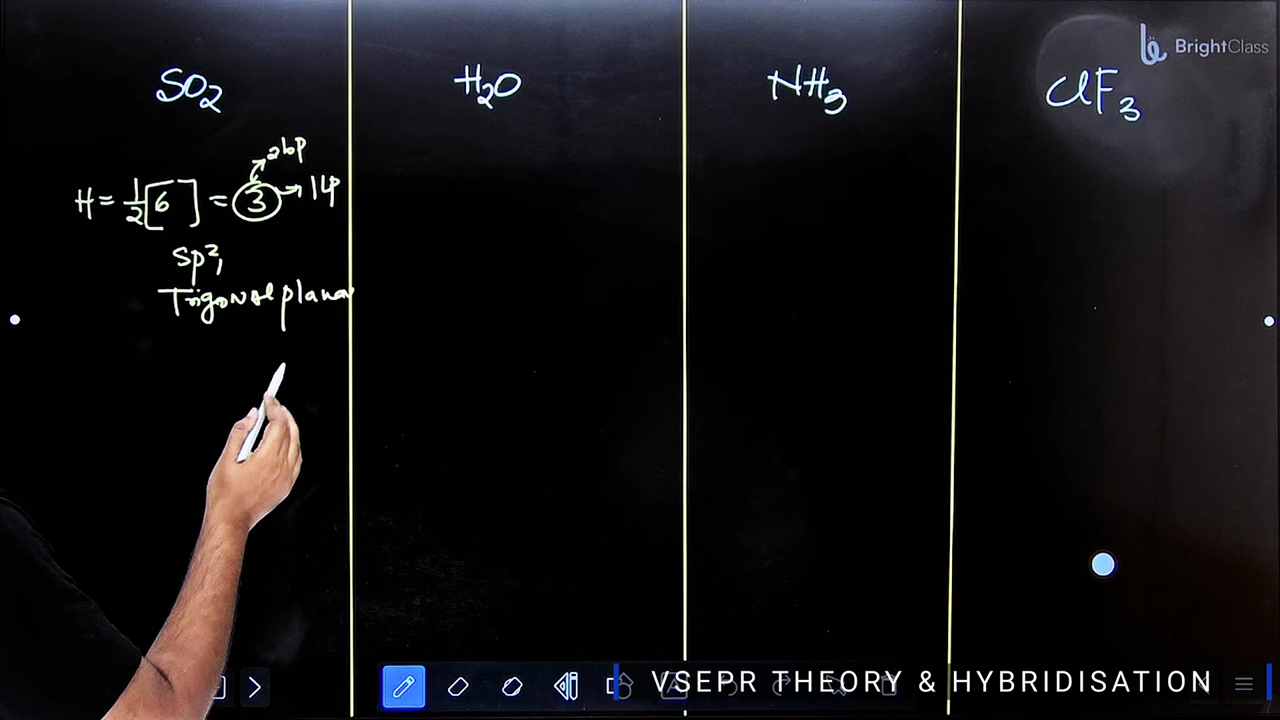 BrightClass
SO2 H2O NH3 ClF3
2bp
H = 1/2[6 ] = 3 → 1lp
sp²,
Trigonal planar
VSEPR THEORY & HYBRIDISATION